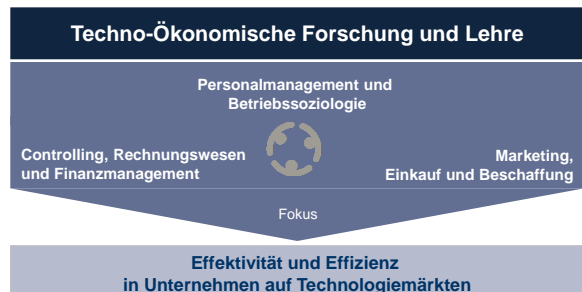 Techno-Ökonomische Forschung und Lehre
Personalmanagement und
Betriebssoziologie
Controlling, Rechnungswesen
und Finanzmanagement
Marketing,
Einkauf und Beschaffung
Fokus
Effektivität und Effizienz
in Unternehmen auf Technologiemärkten